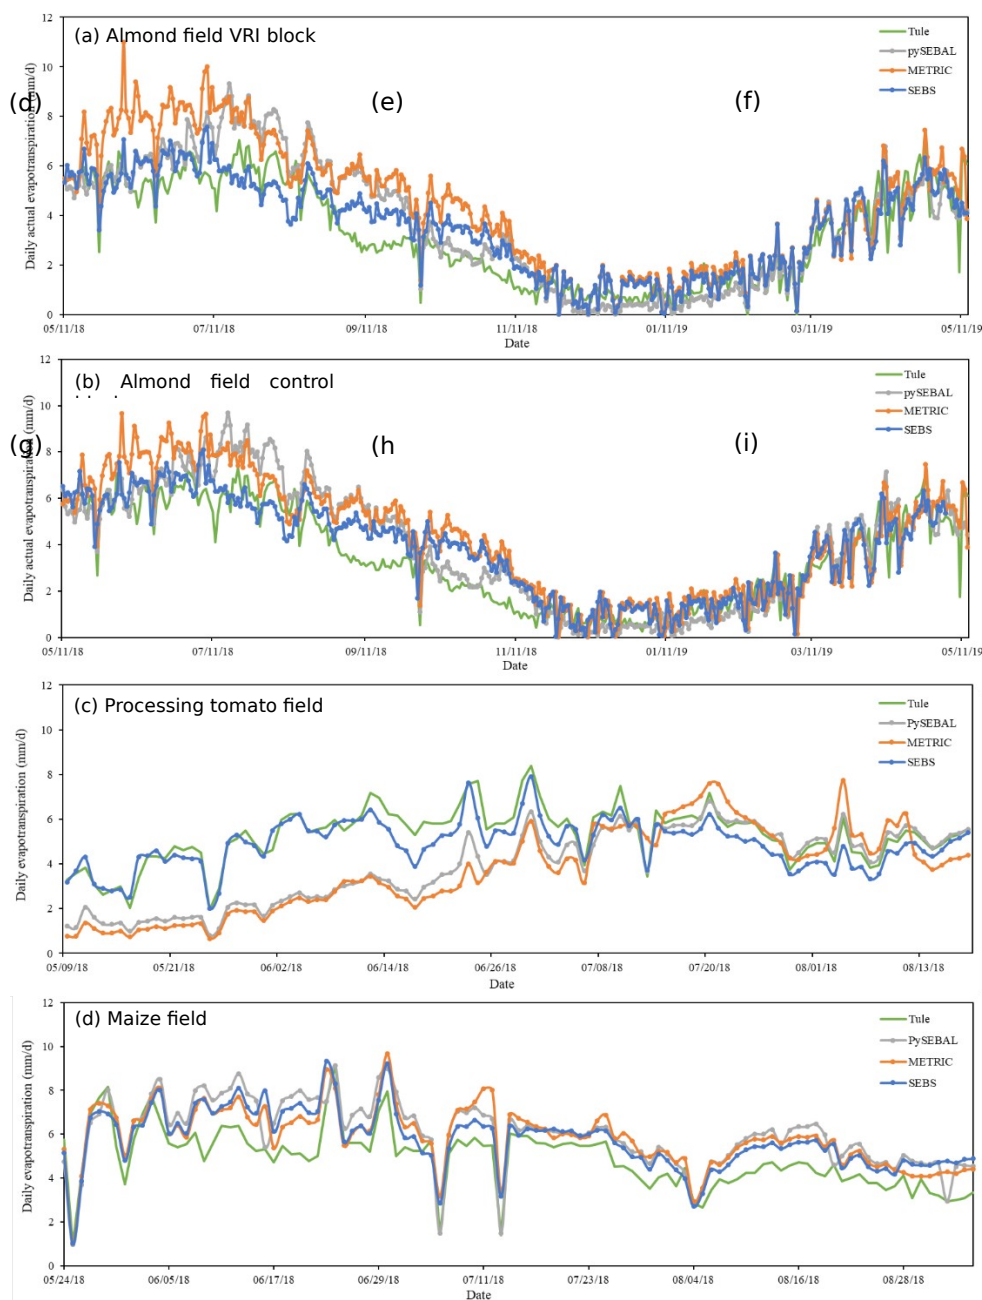 12
(a) Almond field VRI block
Tule
pySEBAL
METRIC
SEBS
10
(d)
(e)
(f)
8
6
4
2
0
Daily actual evapotranspiration (mm/d)
05/11/18
07/11/18
09/11/18
11/11/18
01/11/19
03/11/19
05/11/19
Date
12
(b) Almond field control
Tule
pySEBAL
METRIC
SEBS
10
(g)
(h)
(i)
8
6
4
2
0
Daily actual evapotranspiration (mm/d)
05/11/18
07/11/18
09/11/18
11/11/18
01/11/19
03/11/19
05/11/19
Date
12
(c) Processing tomato field
Tule
PySEBAL
METRIC
SEBS
10
8
6
4
2
0
Daily evapotranspiration (mm/d)
05/09/18
05/21/18
06/02/18
06/14/18
06/26/18
07/08/18
07/20/18
08/01/18
08/13/18
Date
12
(d) Maize field
Tule
PySEBAL
METRIC
SEBS
10
8
6
4
2
0
Daily evapotranspiration (mm/d)
05/24/18
06/05/18
06/17/18
06/29/18
07/11/18
07/23/18
08/04/18
08/16/18
08/28/18
Date